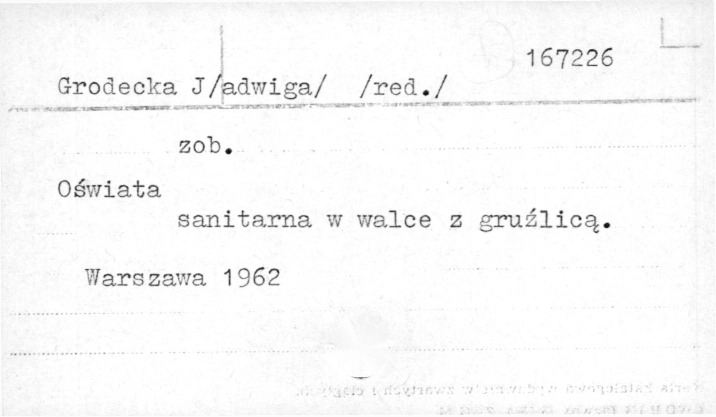 167226
Grodecka J/adwiga/ /red./
zob.
Oświata
sanitarna w walce z gruźlicą.
Warszawa 1962